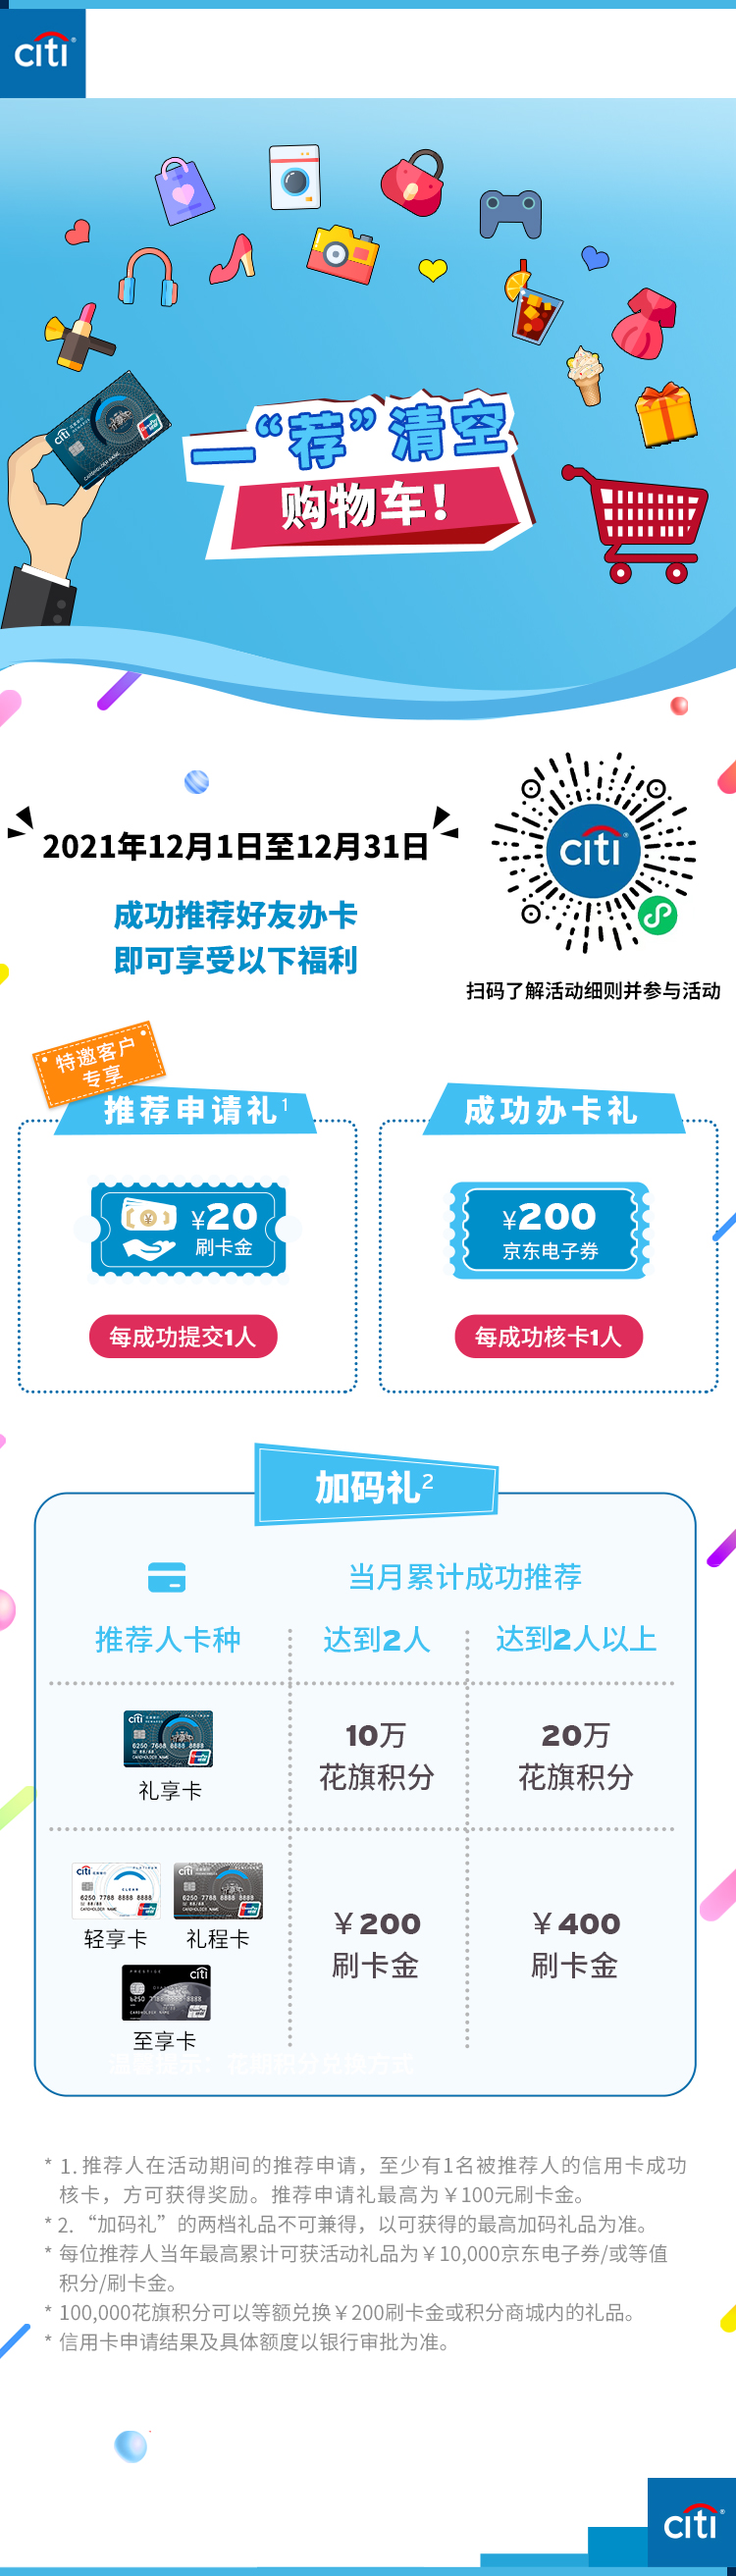 citi
一“荐”清空
购物车!
2021年12月1日至12月31日
成功推荐好友办卡
即可享受以下福利
citi
扫码了解活动细则并参与活动
特邀客户
专享
推荐申请礼1
¥20
刷卡金
每成功提交1人
成功办卡礼
¥200
京东电子券
每成功核卡1人
加码礼2
当月累计成功推荐
推荐人卡种
达到2人
达到2人以上
礼享卡
10万
花旗积分
20万
花旗积分
轻享卡 礼程卡
至享卡
¥200
刷卡金
¥400
刷卡金
* 1. 推荐人在活动期间的推荐申请，至少有1名被推荐人的信用卡成功
核卡，方可获得奖励。推荐申请礼最高为￥100元刷卡金。
* 2.“加码礼”的两档礼品不可兼得，以可获得的最高加码礼品为准。
* 每位推荐人当年最高累计可获活动礼品为￥10,000京东电子券/或等值
积分/刷卡金。
* 100,000花旗积分可以等额兑换￥200刷卡金或积分商城内的礼品。
* 信用卡申请结果及具体额度以银行审批为准。
citi